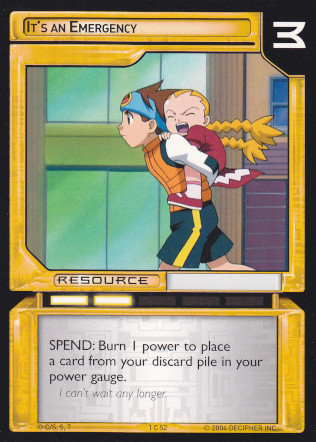 It's an Emergency
3
RESOURCE
SPEND: Burn 1 power to place
a card from your discard pile in your
power gauge.
I can't wait any longer.
© C/S, S, T
1 C 52
© 2004 DECIPHER INC.